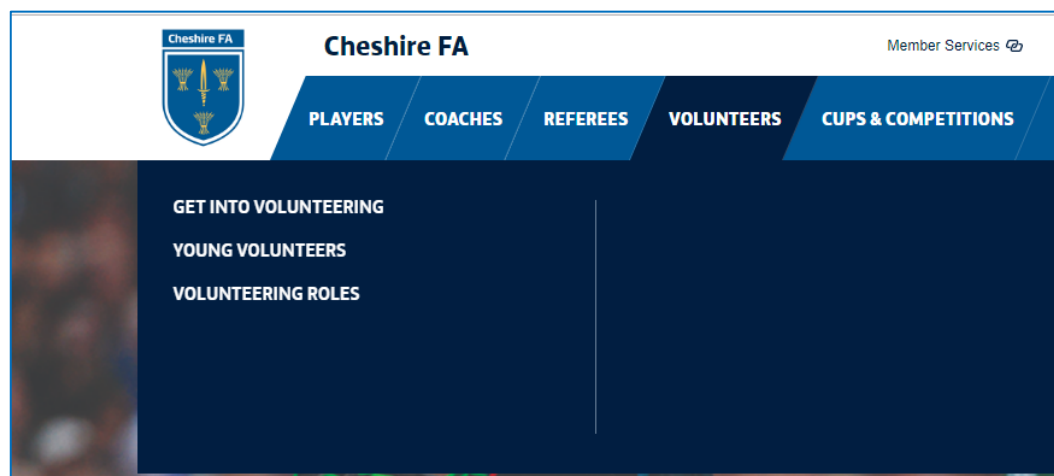 Cheshire FA
Cheshire FA
Member Services
PLAYERS
COACHES
REFEREES
VOLUNTEERS
CUPS & COMPETITIONS
GET INTO VOLUNTEERING
YOUNG VOLUNTEERS
VOLUNTEERING ROLES